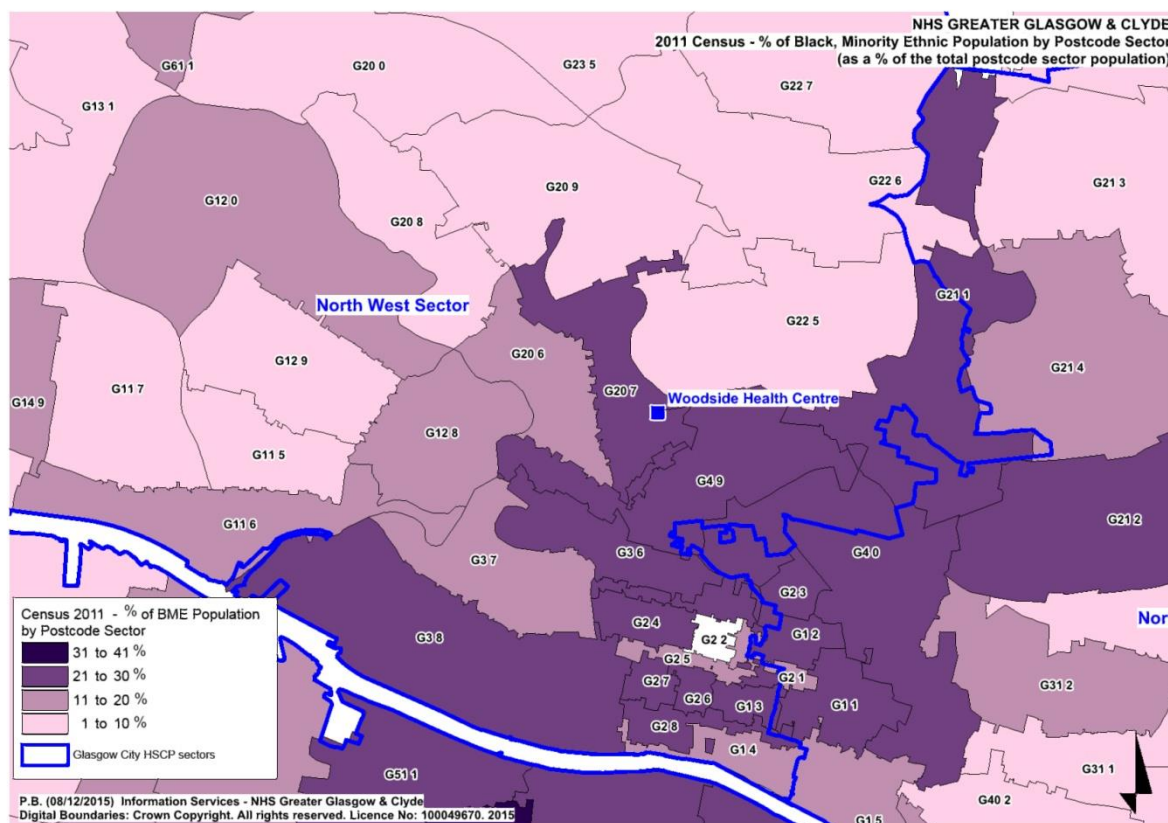 NHS GREATER GLASGOW & CLYDE
2011 Census - % of Black, Minority Ethnic Population by Postcode Sector
(as a % of the total postcode sector population)
G61 1
G20 0
G23 5
G22 7
G13 1
G12 0
G20 8
G20 9
G22 6
G21 3
North West Sector
G21 1
G22 5
G20 6
G12 9
G11 7
G20 7
G21 4
G14 9
Woodside Health Centre
G12 8
G11 5
G4 9
G21 2
G11 6
G3 7
G3 6
G4 0
G2 3
G2 4
G2 2
G1 2
Nor
G3 8
G2 5
G2 7
G2 6
G2 1
G1 3
G1 1
G31 2
G2 8
G1 4
G31 1
G51 1
G40 2
G1 5
Census 2011 - % of BME Population
by Postcode Sector
31 to 41 %
21 to 30 %
11 to 20 %
1 to 10 %
Glasgow City HSCP sectors
P.B. (08/12/2015) Information Services - NHS Greater Glasgow & Clyde
Digital Boundaries: Crown Copyright. All rights reserved. Licence No: 100049670. 2015